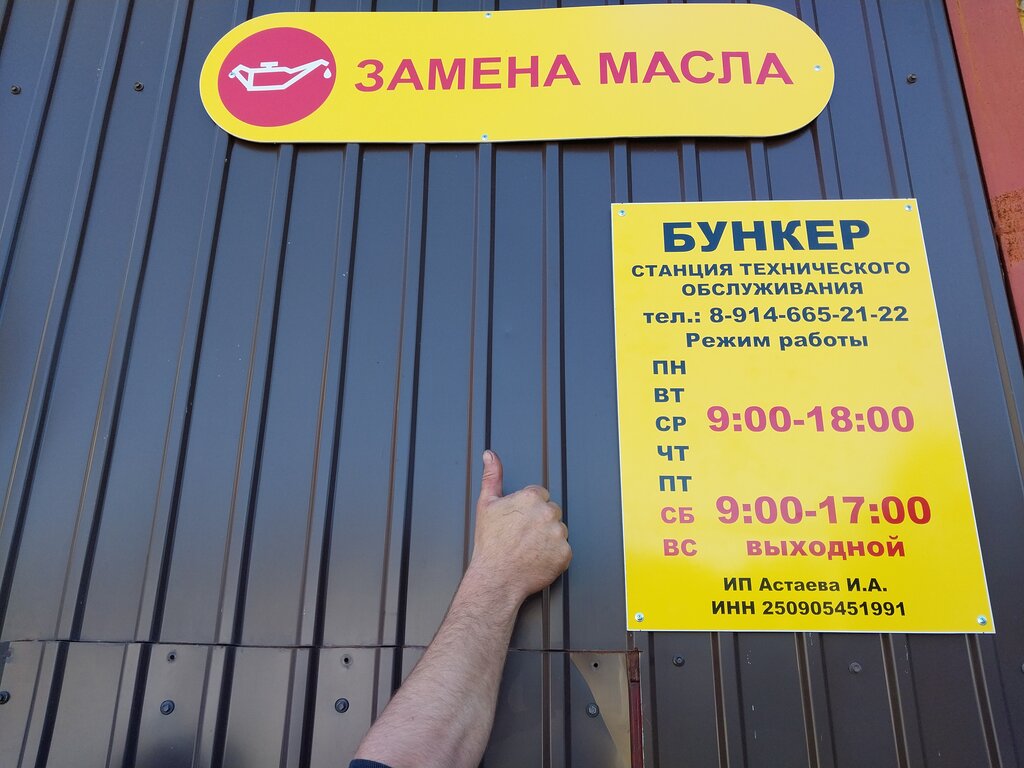 ЗАМЕНА МАСЛА
БУНКЕР
СТАНЦИЯ ТЕХНИЧЕСКОГО
ОБСЛУЖИВАНИЯ
тел.: 8-914-665-21-22
Режим работы
ПН
ВТ
СР 9:00-18:00
ЧТ
ПТ
СБ 9:00-17:00
ВС выходной
ИП Астаева И.А.
ИНН 250905451991